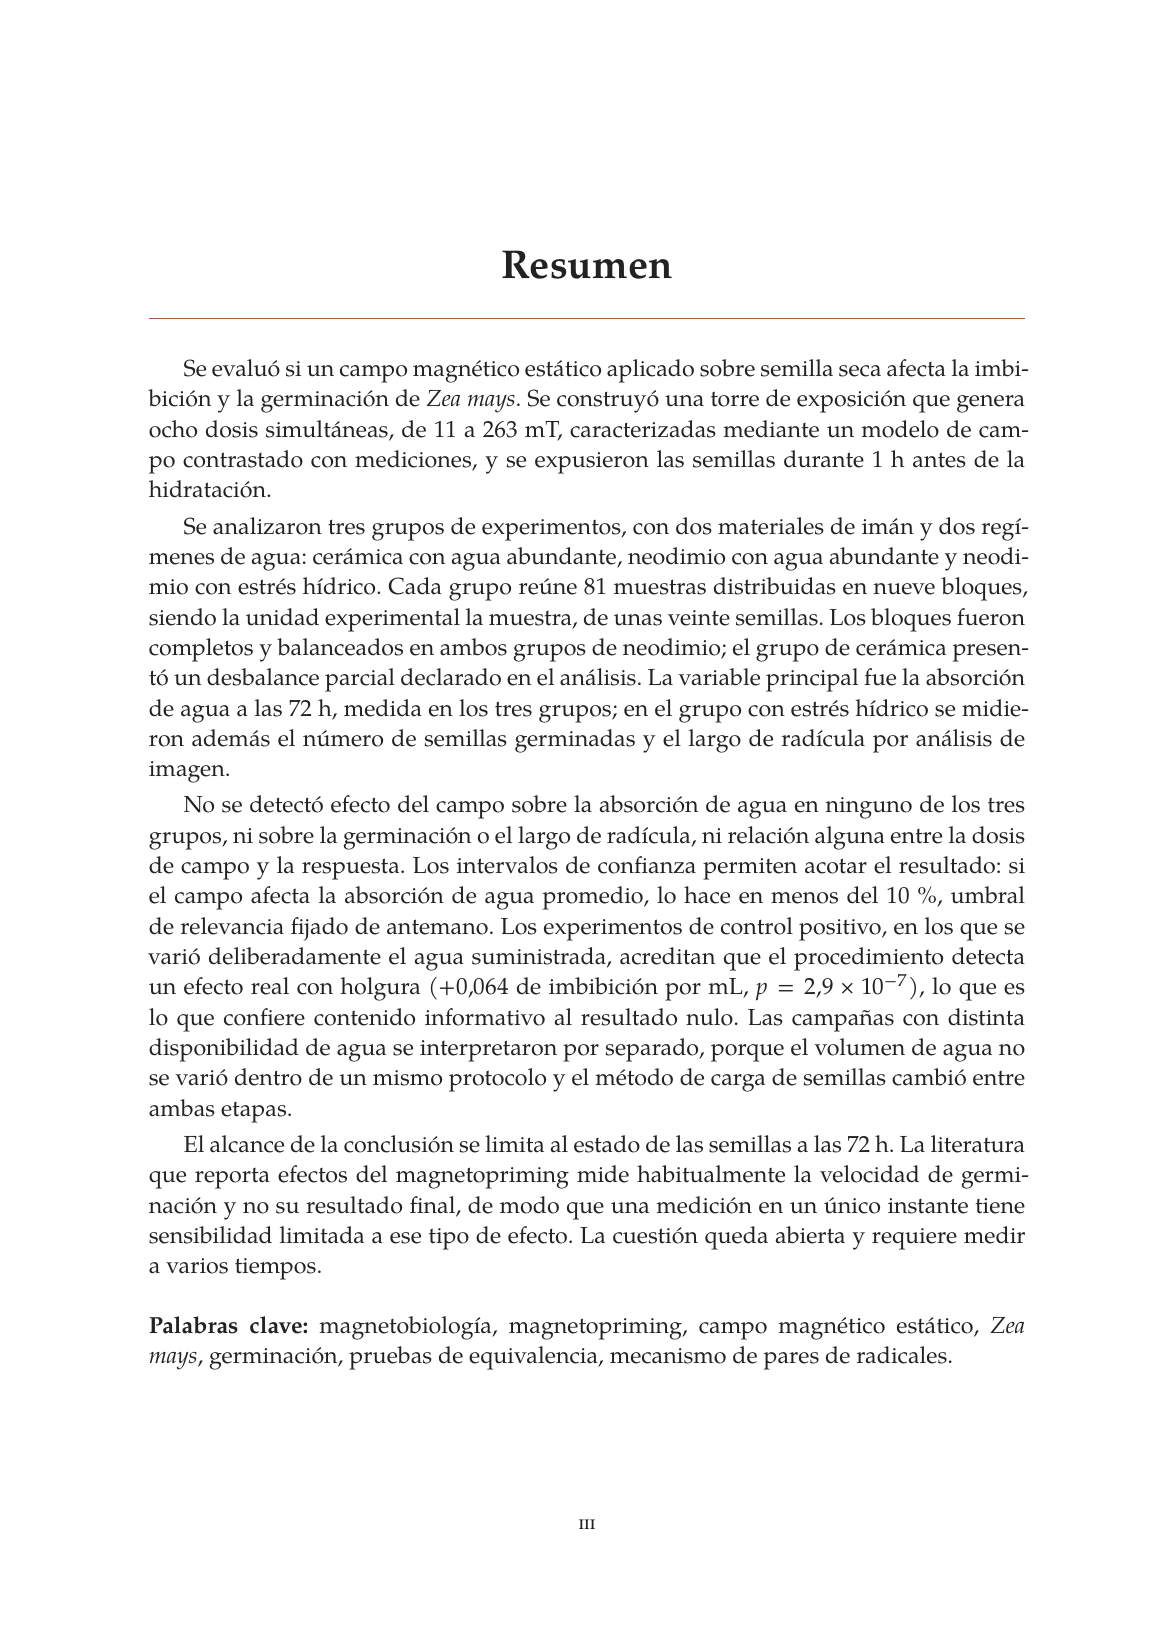 Resumen
Se evaluó si un campo magnético estático aplicado sobre semilla seca afecta la imbi-
bición y la germinación de Zea mays. Se construyó una torre de exposición que genera
ocho dosis simultáneas, de 11 a 263 mT, caracterizadas mediante un modelo de cam-
po contrastado con mediciones, y se expusieron las semillas durante 1 h antes de la
hidratación.
Se analizaron tres grupos de experimentos, con dos materiales de imán y dos regí-
menes de agua: cerámica con agua abundante, neodimio con agua abundante y neodi-
mio con estrés hídrico. Cada grupo reúne 81 muestras distribuidas en nueve bloques,
siendo la unidad experimental la muestra, de unas veinte semillas. Los bloques fueron
completos y balanceados en ambos grupos de neodimio; el grupo de cerámica presen-
tó un desbalance parcial declarado en el análisis. La variable principal fue la absorción
de agua a las 72 h, medida en los tres grupos; en el grupo con estrés hídrico se midie-
ron además el número de semillas germinadas y el largo de radícula por análisis de
imagen.
No se detectó efecto del campo sobre la absorción de agua en ninguno de los tres
grupos, ni sobre la germinación o el largo de radícula, ni relación alguna entre la dosis
de campo y la respuesta. Los intervalos de confianza permiten acotar el resultado: si
el campo afecta la absorción de agua promedio, lo hace en menos del 10 %, umbral
de relevancia fijado de antemano. Los experimentos de control positivo, en los que se
varió deliberadamente el agua suministrada, acreditan que el procedimiento detecta
un efecto real con holgura (+0,064 de imbibición por mL, p = 2,9 × 10⁻⁷), lo que es
lo que confiere contenido informativo al resultado nulo. Las campañas con distinta
disponibilidad de agua se interpretaron por separado, porque el volumen de agua no
se varió dentro de un mismo protocolo y el método de carga de semillas cambió entre
ambas etapas.
El alcance de la conclusión se limita al estado de las semillas a las 72 h. La literatura
que reporta efectos del magnetopriming mide habitualmente la velocidad de germi-
nación y no su resultado final, de modo que una medición en un único instante tiene
sensibilidad limitada a ese tipo de efecto. La cuestión queda abierta y requiere medir
a varios tiempos.
Palabras clave: magnetobiología, magnetopriming, campo magnético estático, Zea
mays, germinación, pruebas de equivalencia, mecanismo de pares de radicales.
III